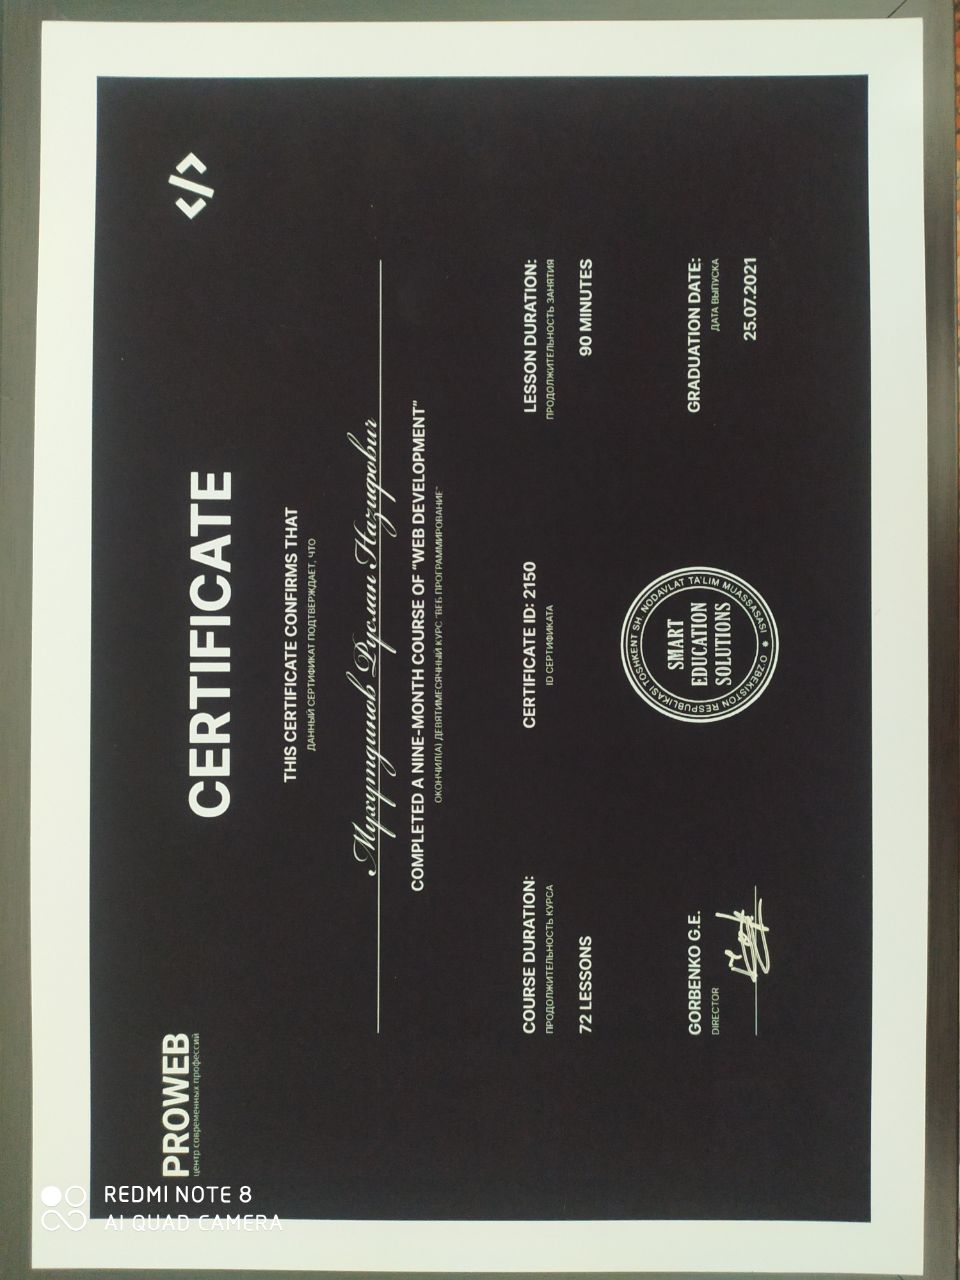 REDMI NOTE 8
AI QUAD CAMERA
PROWEB
центр современных профессий
</>
CERTIFICATE
THIS CERTIFICATE CONFIRMS THAT
ДАННЫЙ СЕРТИФИКАТ ПОДТВЕРЖДАЕТ, ЧТО
Мухутдинов Руслан Назифович
COMPLETED A NINE-MONTH COURSE OF “WEB DEVELOPMENT”
ОКОНЧИЛ(А) ДЕВЯТИМЕСЯЧНЫЙ КУРС "ВЕБ ПРОГРАММИРОВАНИЕ"
COURSE DURATION:
ПРОДОЛЖИТЕЛЬНОСТЬ КУРСА
72 LESSONS
CERTIFICATE ID: 2150
ID СЕРТИФИКАТА
LESSON DURATION:
ПРОДОЛЖИТЕЛЬНОСТЬ ЗАНЯТИЯ
90 MINUTES
GORBENKO G.E.
DIRECTOR
O'ZBEKISTON RESPUBLIKASI TOSHKENT SH. NODAVLAT TA'LIM MUASSASASI
SMART
EDUCATION
SOLUTIONS
GRADUATION DATE:
ДАТА ВЫПУСКА
25.07.2021